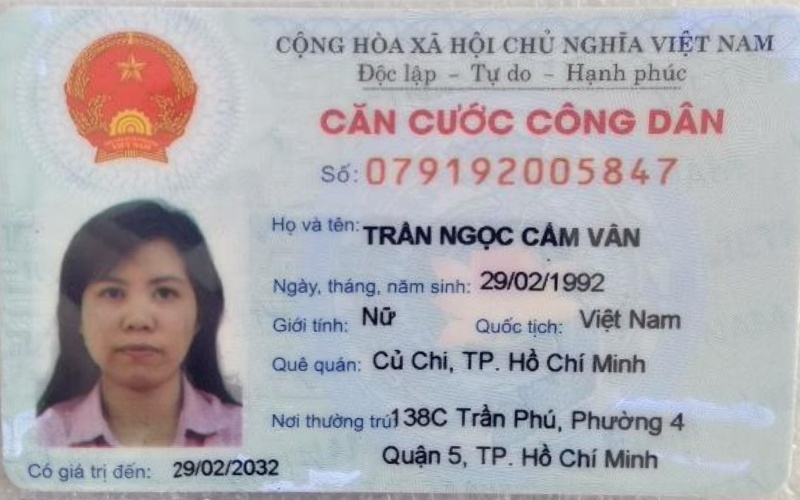 CỘNG HÒA XÃ HỘI CHỦ NGHĨA VIỆT NAM
Độc lập - Tự do - Hạnh phúc
CĂN CƯỚC CÔNG DÂN
Số: 079192005847
Họ và tên: TRẦN NGỌC CẨM VÂN
Ngày, tháng, năm sinh: 29/02/1992
Giới tính: Nữ Quốc tịch: Việt Nam
Quê quán: Củ Chi, TP. Hồ Chí Minh
Nơi thường trú: 138C Trần Phú, Phường 4
Quận 5, TP. Hồ Chí Minh
Có giá trị đến: 29/02/2032